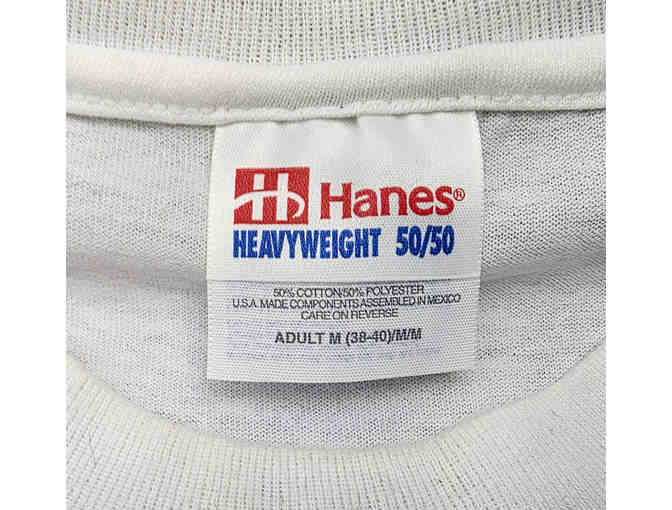 H Hanes®
HEAVYWEIGHT 50/50
50% COTTON/50% POLYESTER
U.S.A. MADE COMPONENTS ASSEMBLED IN MEXICO
CARE ON REVERSE
ADULT M (38-40)/M/M